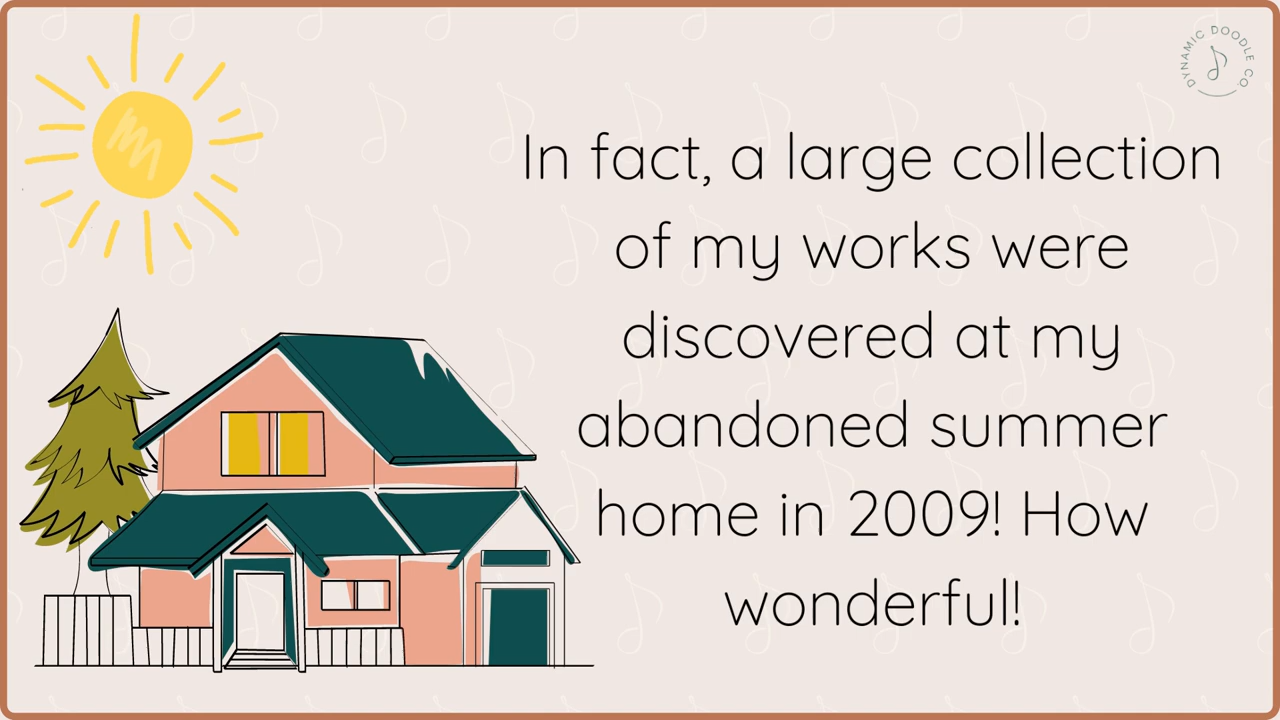 DYNAMIC DOODLE CO.
In fact, a large collection
of my works were
discovered at my
abandoned summer
home in 2009! How
wonderful!